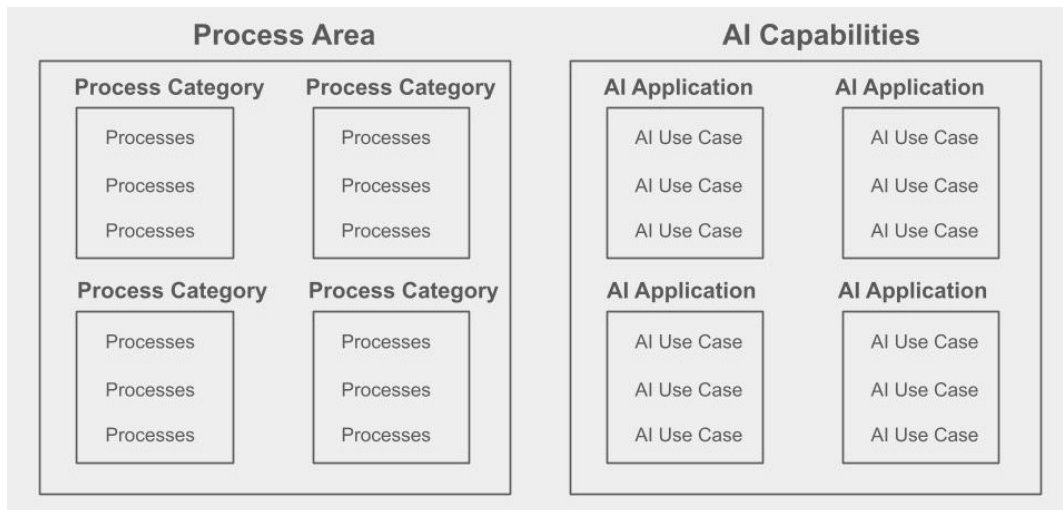 Process Area
Process Category Process Category
Processes Processes
Processes Processes
Processes Processes
Process Category Process Category
Processes Processes
Processes Processes
Processes Processes
AI Capabilities
AI Application AI Application
AI Use Case AI Use Case
AI Use Case AI Use Case
AI Use Case AI Use Case
AI Application AI Application
AI Use Case AI Use Case
AI Use Case AI Use Case
AI Use Case AI Use Case